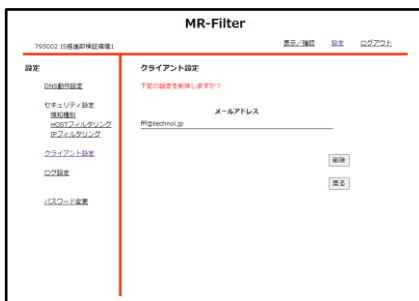 MR-Filter
795002 IS推進部検証環境1
表示/確認 設定 ログアウト
設定
DNS動作設定
セキュリティ設定
検知種別
HOSTフィルタリング
IPフィルタリング
クライアント設定
ログ設定
パスワード変更
クライアント設定
下記の設定を削除しますか?
メールアドレス
fff@technol.jp
削除
戻る